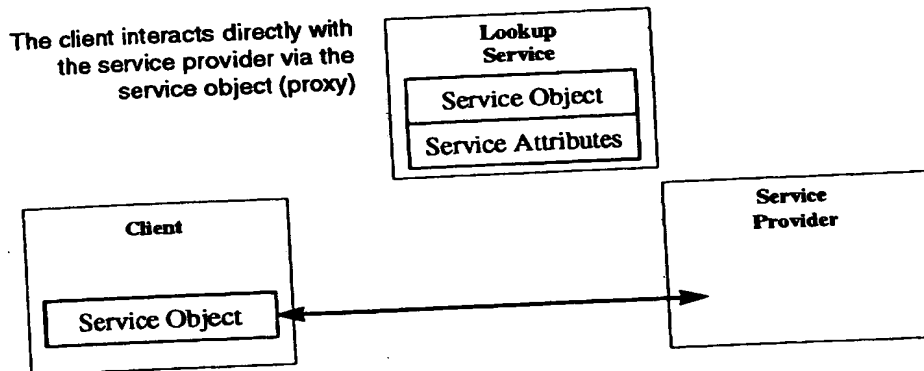 The client interacts directly with
the service provider via the
service object (proxy)
Lookup
Service
Service Object
Service Attributes
Client
Service Object
Service
Provider